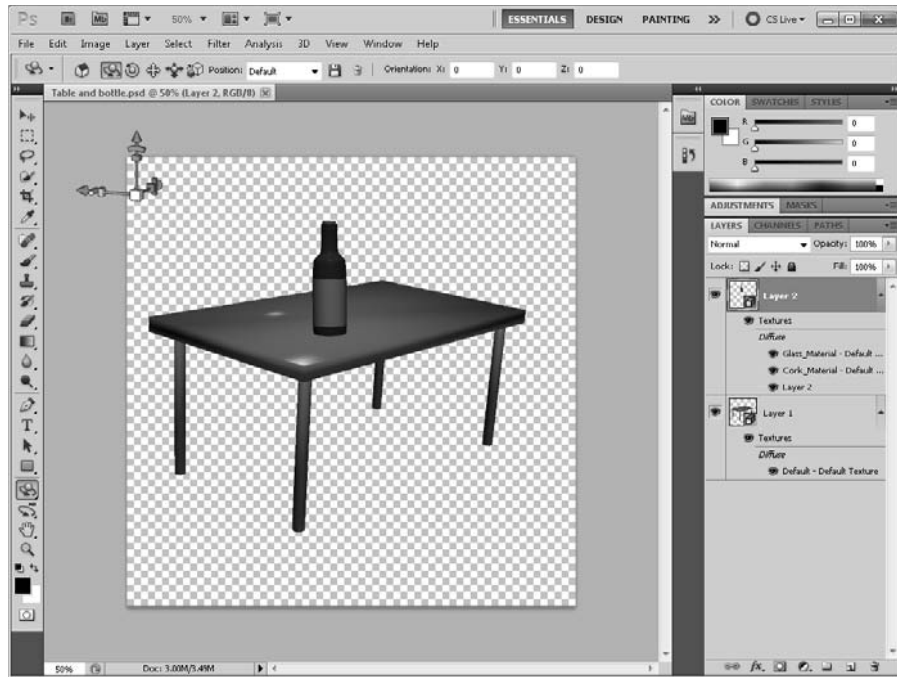 Ps Br Mb 50% ESSENTIALS DESIGN PAINTING >> CS Live
File Edit Image Layer Select Filter Analysis 3D View Window Help
Position: Default Orientation: X: 0 Y: 0 Z: 0
Table and bottle.psd @ 50% (Layer 2, RGB/8)
Mb
COLOR SWATCHES STYLES
R 0
G 0
B 0
ADJUSTMENTS MASKS
LAYERS CHANNELS PATHS
Normal Opacity: 100%
Lock: Fill: 100%
Layer 2
Textures
Diffuse
Glass_Material - Default ...
Cork_Material - Default ...
Layer 2
Layer 1
Textures
Diffuse
Default - Default Texture
T
50% Doc: 3.00M/3.49M
fx